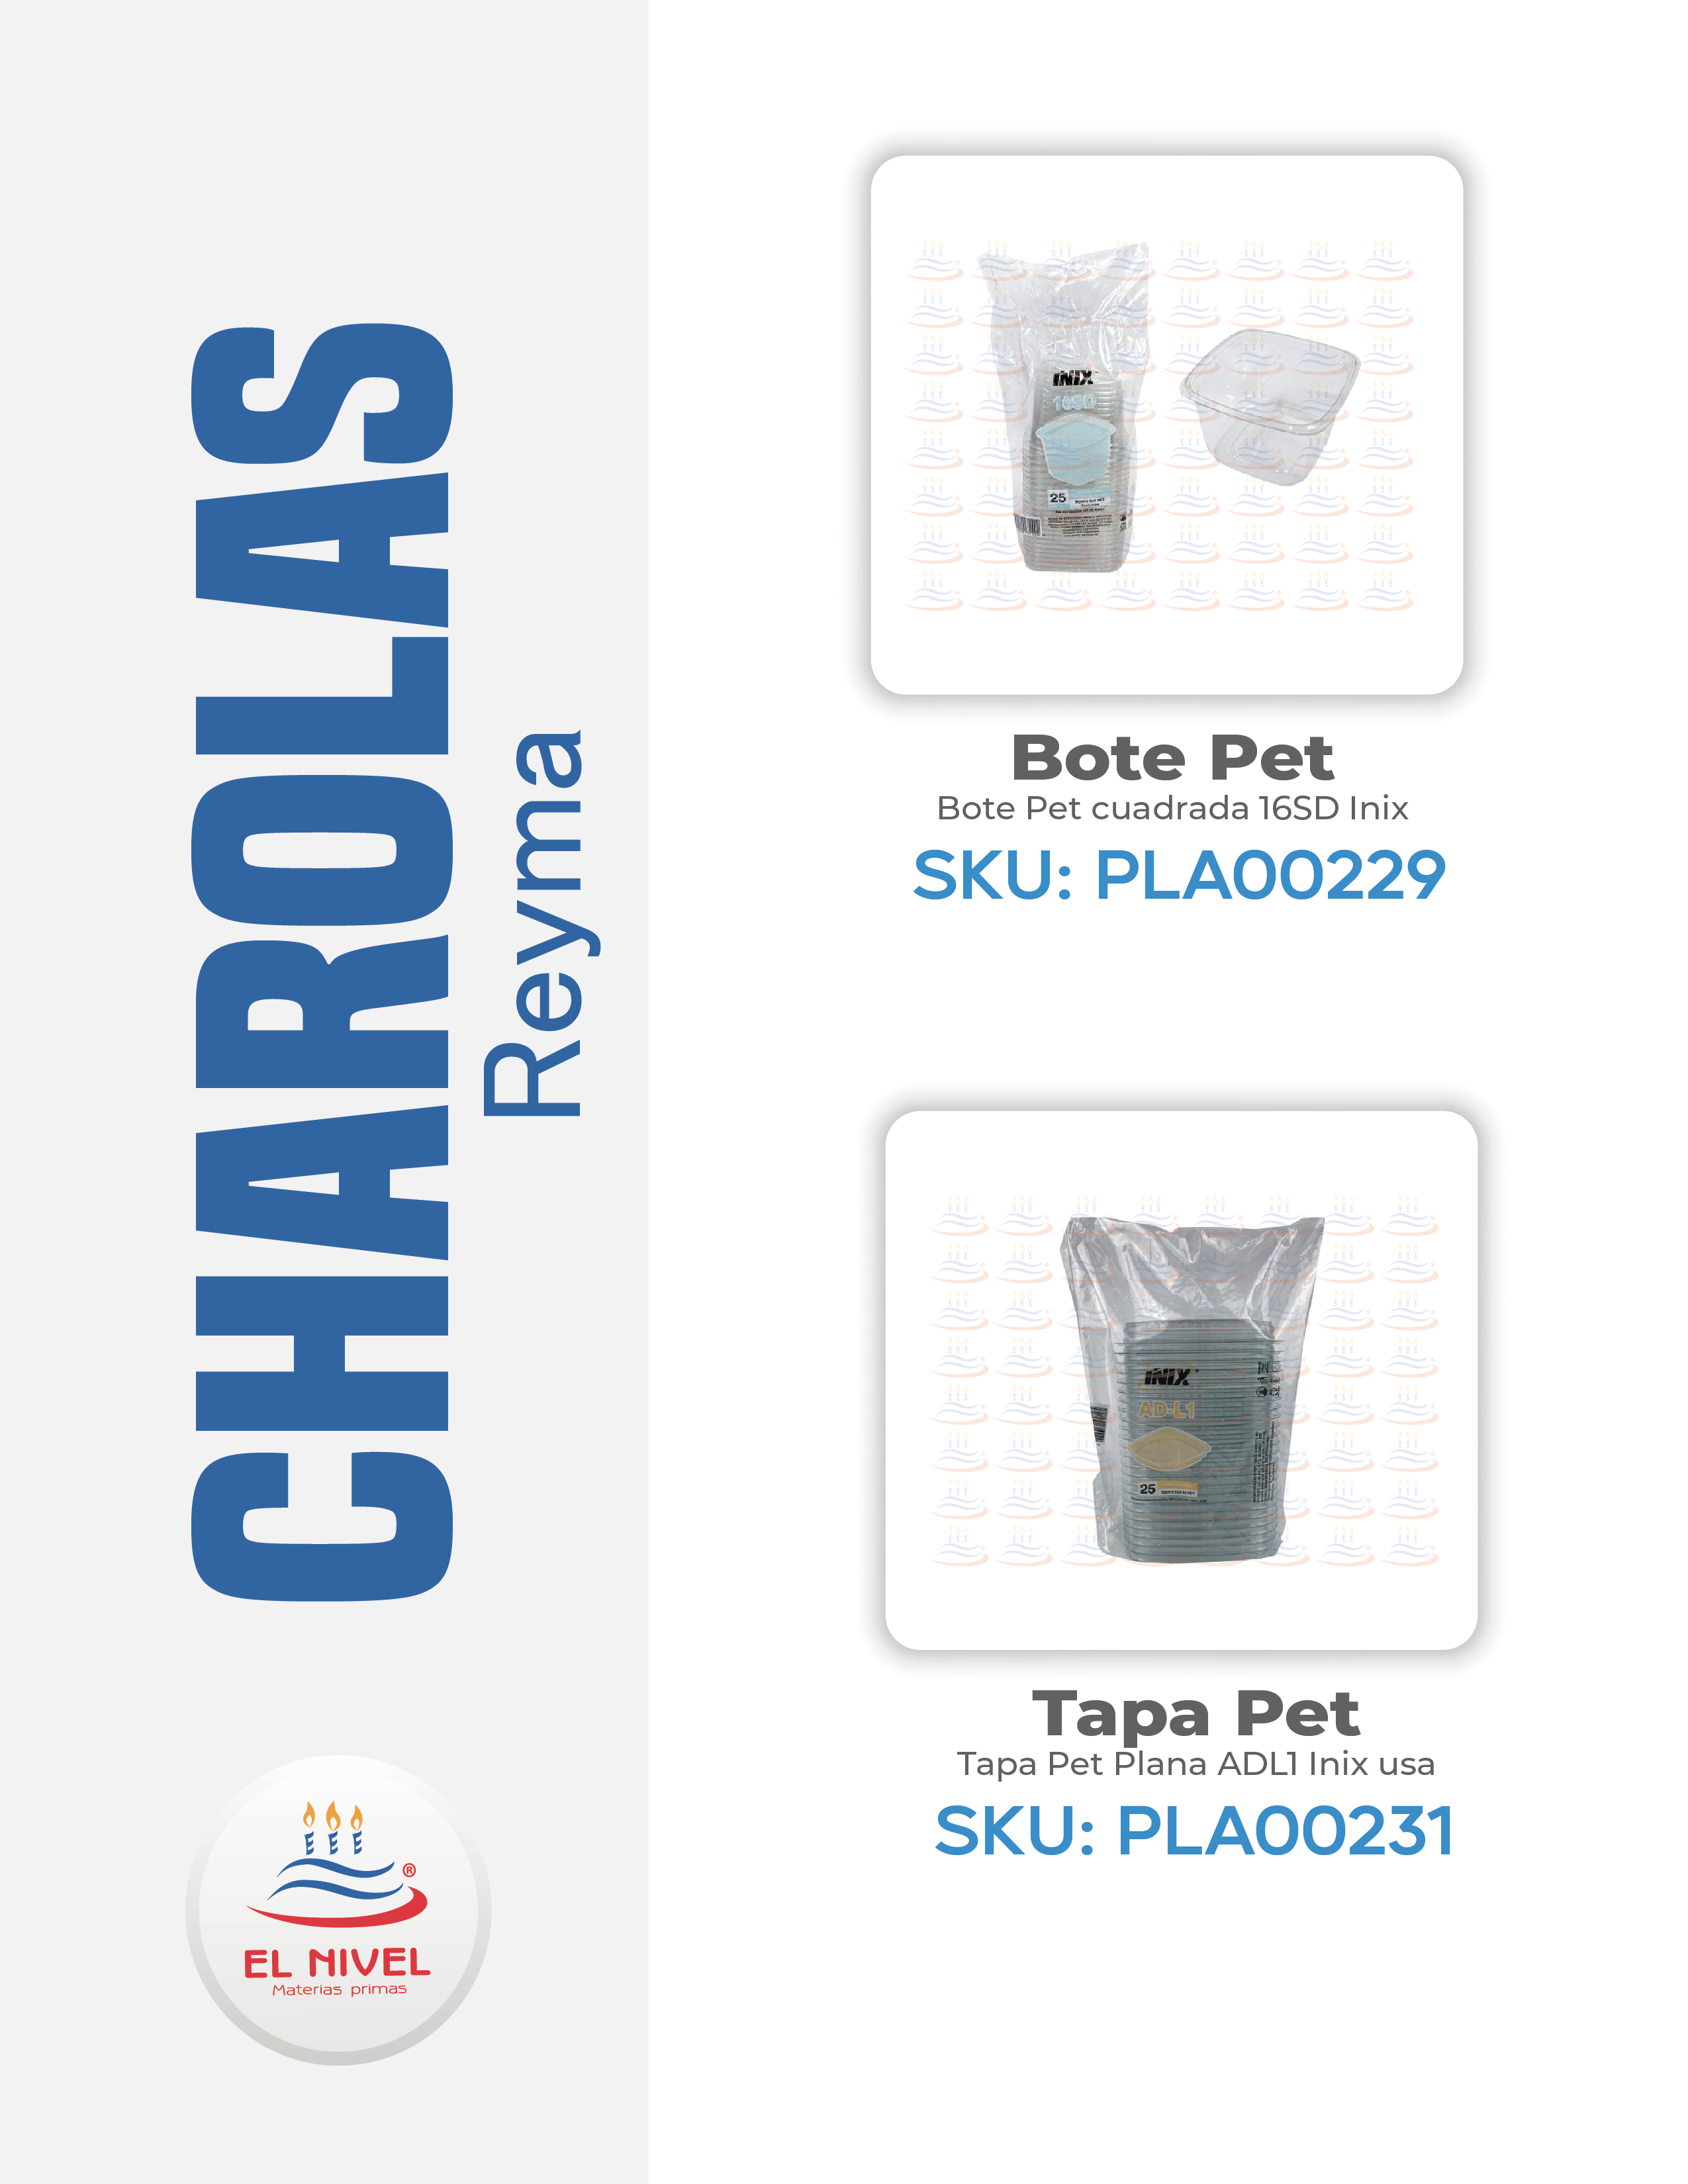 CHAROLAS
Reyma
INIX
16SD
25
Bote Pet
Bote Pet cuadrada 16SD Inix
SKU: PLA00229
INIX
AD-L1
25
Tapa Pet
Tapa Pet Plana ADL1 Inix usa
SKU: PLA00231
®
EL NIVEL
Materias primas